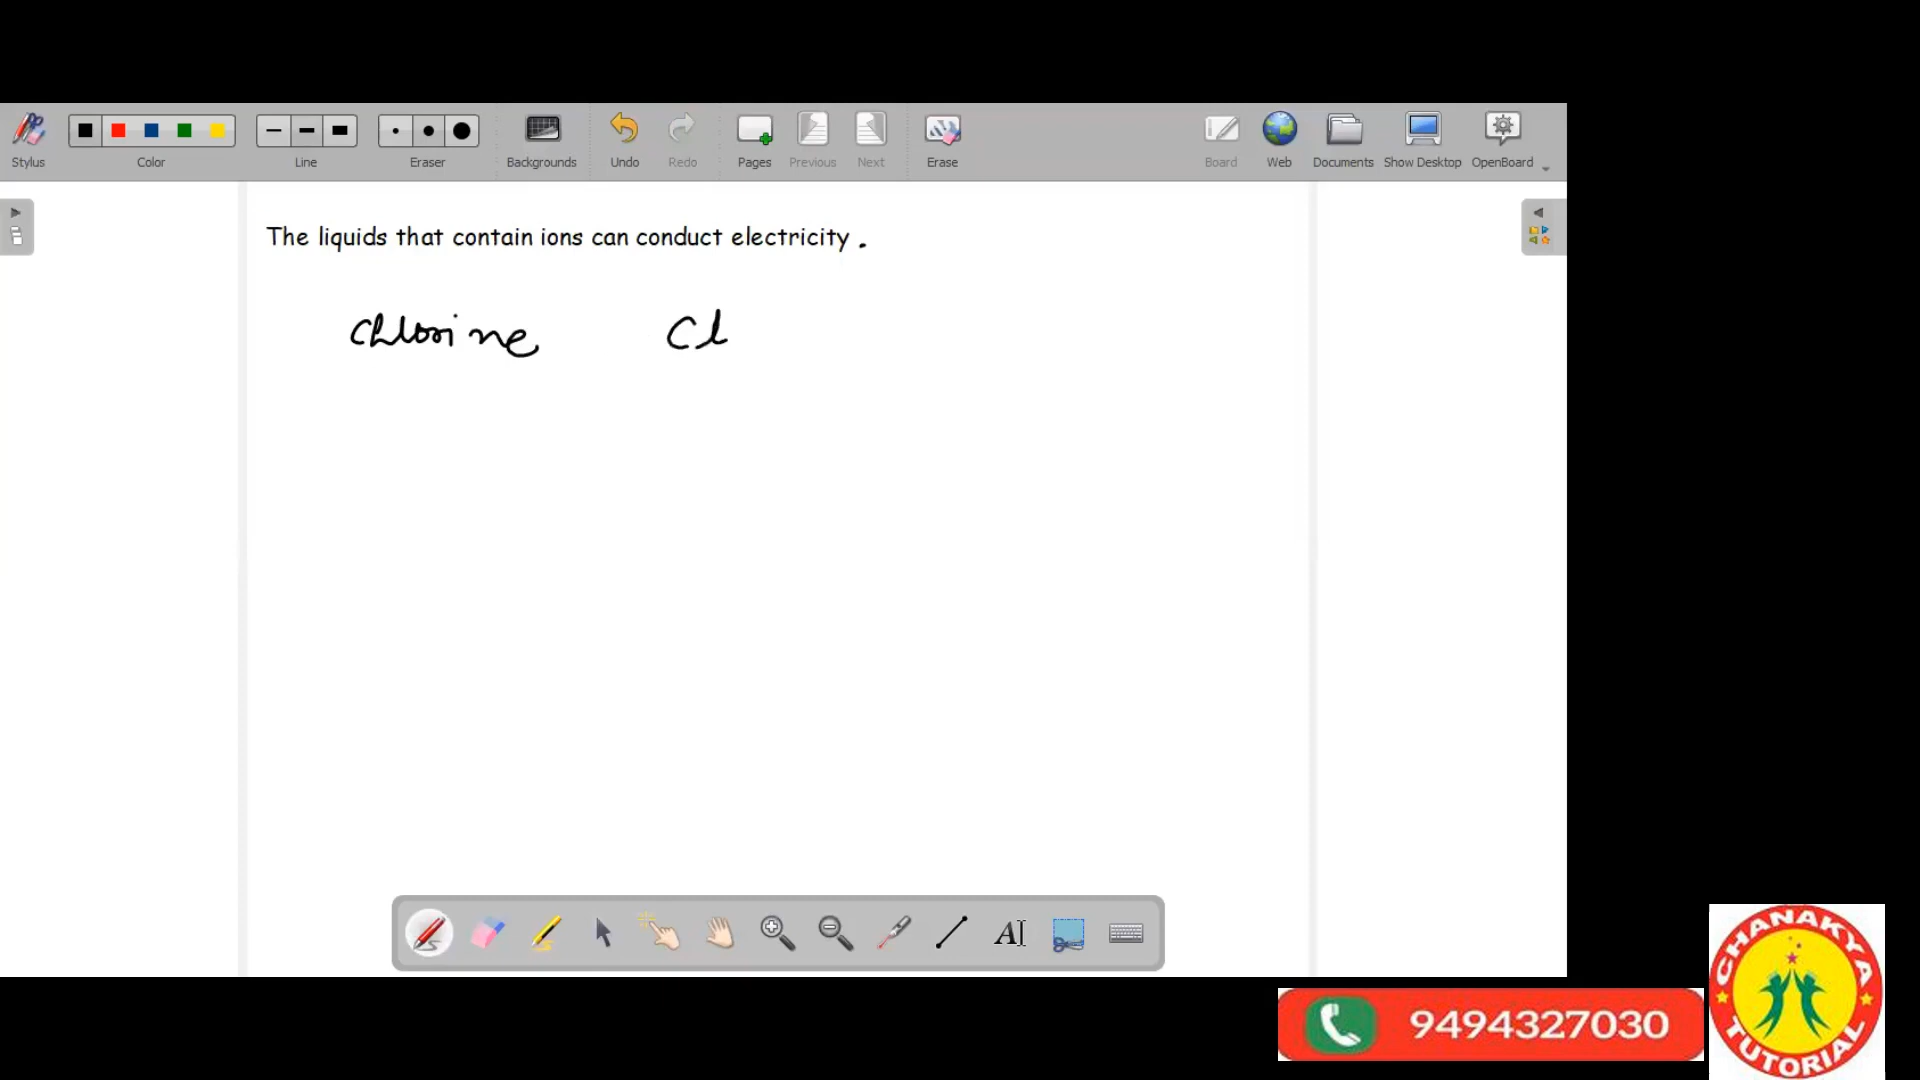 Stylus Color Line Eraser Backgrounds Undo Redo Pages Previous Next Erase Board Web Documents Show Desktop OpenBoard
The liquids that contain ions can conduct electricity .
Chlorine Cl
AI
9494327030
CHANAKYA
TUTORIAL